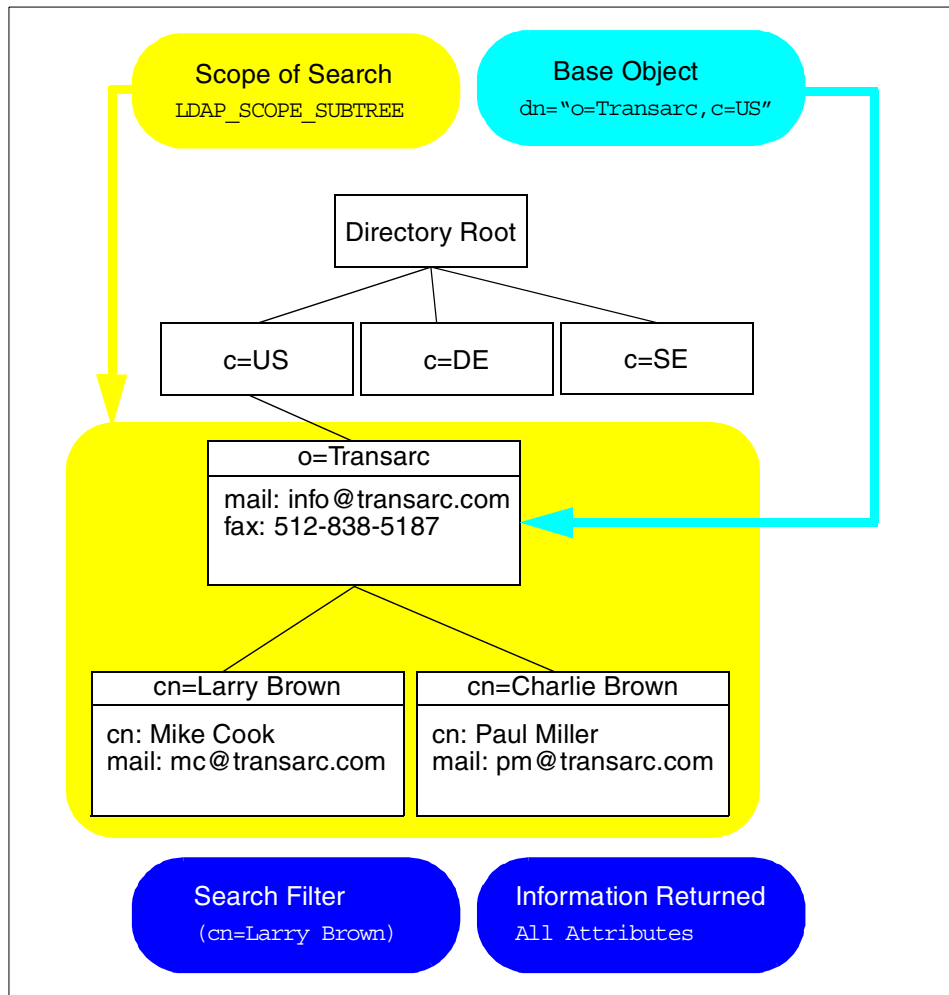 Scope of Search
LDAP_SCOPE_SUBTREE
Base Object
dn=“o=Transarc,c=US”
Directory Root
c=US
c=DE
c=SE
o=Transarc
mail: info@transarc.com
fax: 512-838-5187
cn=Larry Brown
cn: Mike Cook
mail: mc@transarc.com
cn=Charlie Brown
cn: Paul Miller
mail: pm@transarc.com
Search Filter
(cn=Larry Brown)
Information Returned
All Attributes